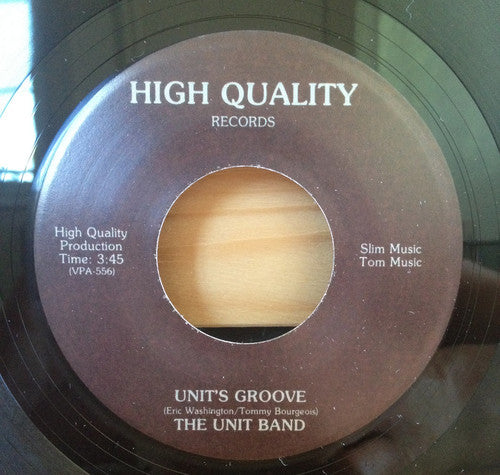 HIGH QUALITY
RECORDS
High Quality
Production
Time: 3:45
(VPA-556)
Slim Music
Tom Music
UNIT'S GROOVE
(Eric Washington/Tommy Bourgeois)
THE UNIT BAND